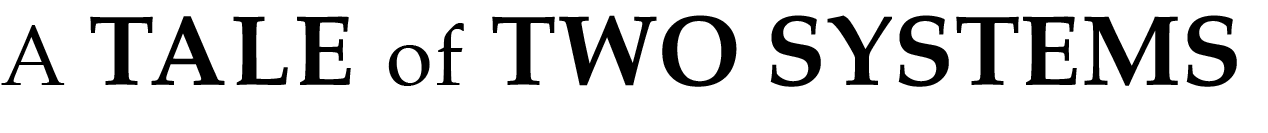 A TALE of TWO SYSTEMS